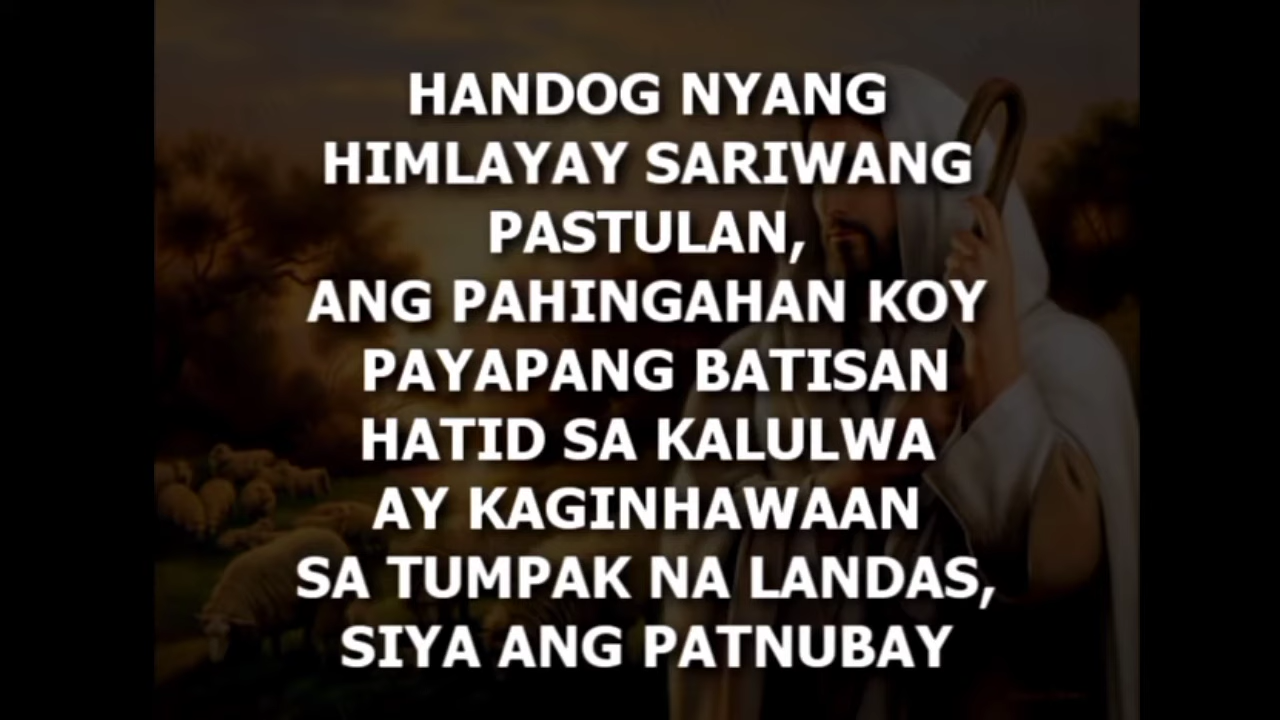 HANDOG NYANG
HIMLAYAY SARIWANG
PASTULAN,
ANG PAHINGAHAN KOY
PAYAPANG BATISAN
HATID SA KALULWA
AY KAGINHAWAAN
SA TUMPAK NA LANDAS,
SIYA ANG PATNUBAY